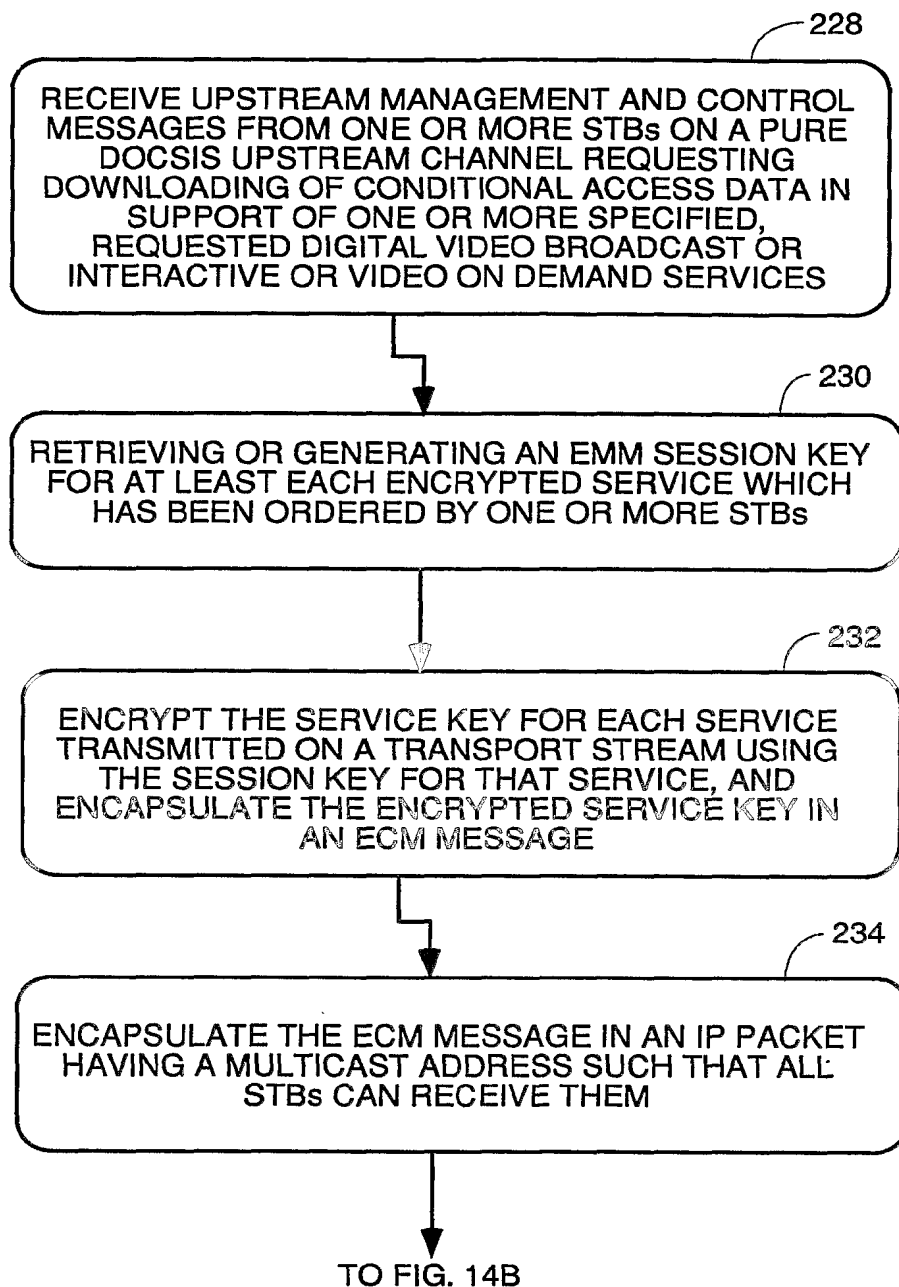 228
RECEIVE UPSTREAM MANAGEMENT AND CONTROL
MESSAGES FROM ONE OR MORE STBs ON A PURE
DOCSIS UPSTREAM CHANNEL REQUESTING
DOWNLOADING OF CONDITIONAL ACCESS DATA IN
SUPPORT OF ONE OR MORE SPECIFIED,
REQUESTED DIGITAL VIDEO BROADCAST OR
INTERACTIVE OR VIDEO ON DEMAND SERVICES
230
RETRIEVING OR GENERATING AN EMM SESSION KEY
FOR AT LEAST EACH ENCRYPTED SERVICE WHICH
HAS BEEN ORDERED BY ONE OR MORE STBs
232
ENCRYPT THE SERVICE KEY FOR EACH SERVICE
TRANSMITTED ON A TRANSPORT STREAM USING
THE SESSION KEY FOR THAT SERVICE, AND
ENCAPSULATE THE ENCRYPTED SERVICE KEY IN
AN ECM MESSAGE
234
ENCAPSULATE THE ECM MESSAGE IN AN IP PACKET
HAVING A MULTICAST ADDRESS SUCH THAT ALL
STBs CAN RECEIVE THEM
TO FIG. 14B